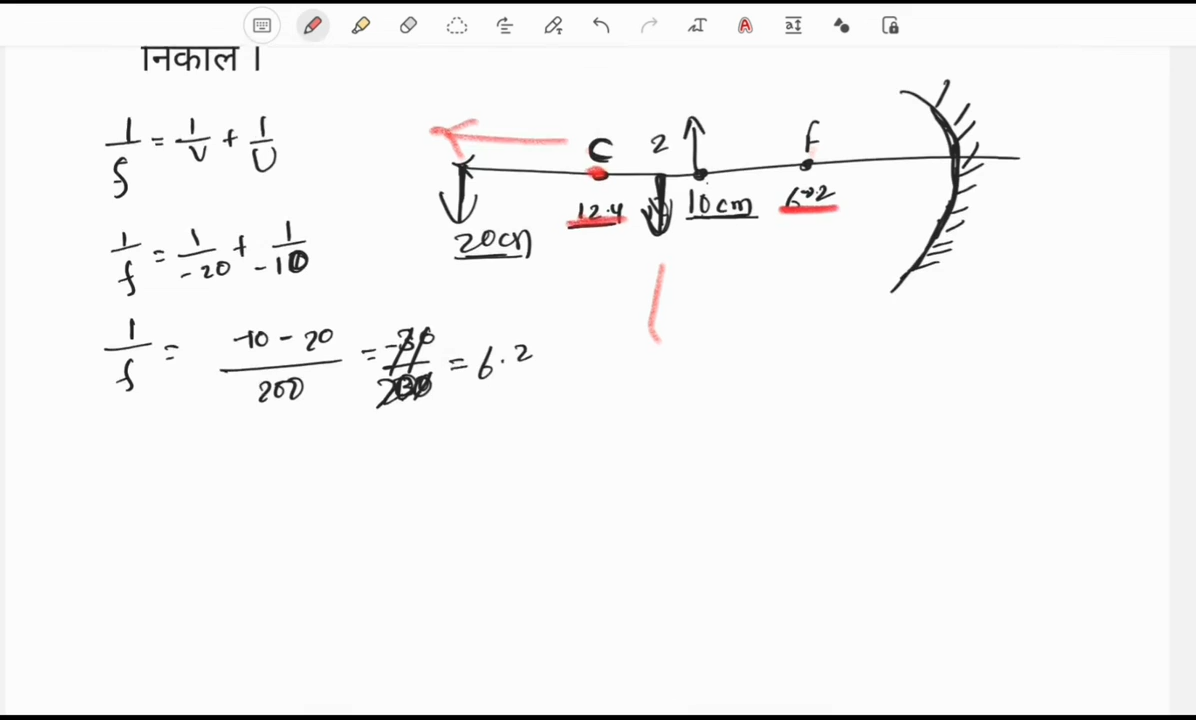 निकाल ।
1/f = 1/v + 1/U
C 2 F
12.4 10cm 6.2
20cm
1/f = 1/-20 + 1/-10
1/f = -10 - 20 / 200 = -30/200 = 6.2